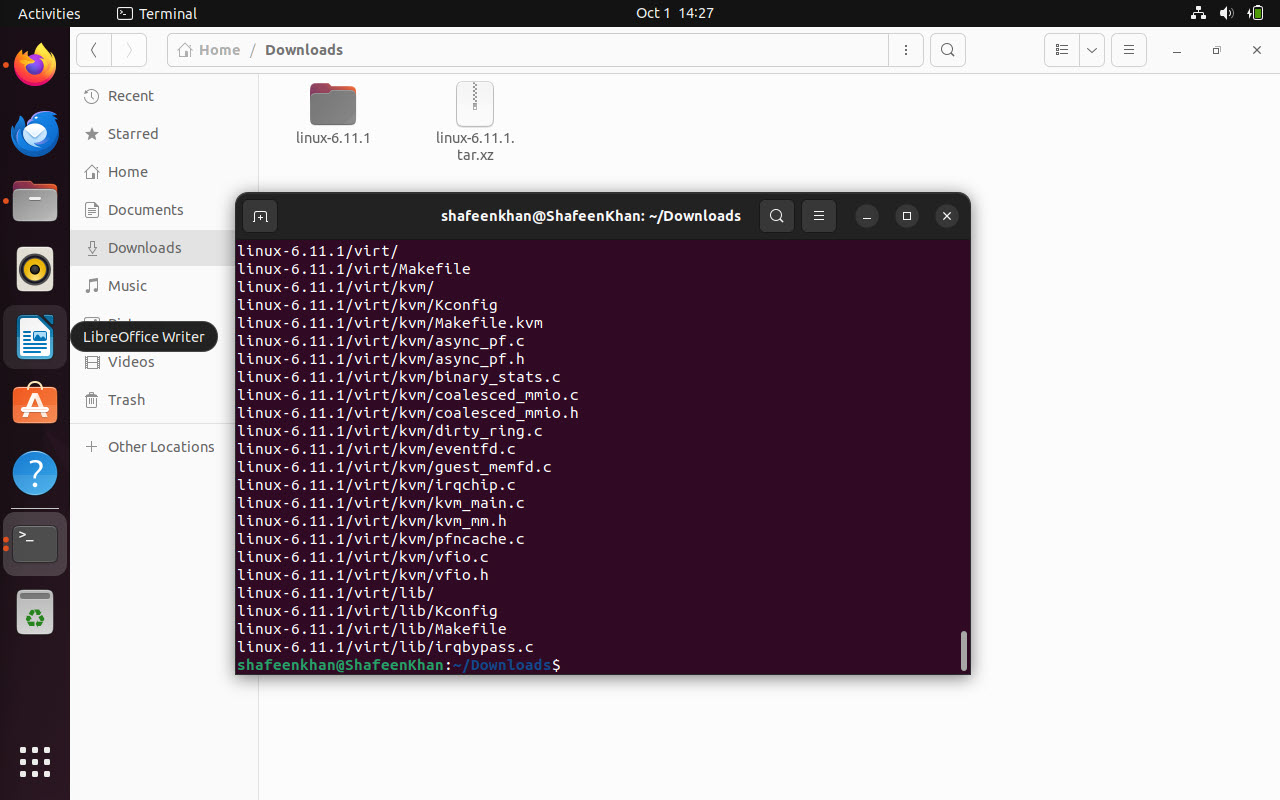 Activities
Terminal
Oct 1 14:27
Home / Downloads
Recent
Starred
Home
Documents
Downloads
Music
LibreOffice Writer
Videos
Trash
Other Locations
linux-6.11.1
linux-6.11.1.
tar.xz
shafeenkhan@ShafeenKhan: ~/Downloads
linux-6.11.1/virt/
linux-6.11.1/virt/Makefile
linux-6.11.1/virt/kvm/
linux-6.11.1/virt/kvm/Kconfig
linux-6.11.1/virt/kvm/Makefile.kvm
linux-6.11.1/virt/kvm/async_pf.c
linux-6.11.1/virt/kvm/async_pf.h
linux-6.11.1/virt/kvm/binary_stats.c
linux-6.11.1/virt/kvm/coalesced_mmio.c
linux-6.11.1/virt/kvm/coalesced_mmio.h
linux-6.11.1/virt/kvm/dirty_ring.c
linux-6.11.1/virt/kvm/eventfd.c
linux-6.11.1/virt/kvm/guest_memfd.c
linux-6.11.1/virt/kvm/irqchip.c
linux-6.11.1/virt/kvm/kvm_main.c
linux-6.11.1/virt/kvm/kvm_mm.h
linux-6.11.1/virt/kvm/pfncache.c
linux-6.11.1/virt/kvm/vfio.c
linux-6.11.1/virt/kvm/vfio.h
linux-6.11.1/virt/lib/
linux-6.11.1/virt/lib/Kconfig
linux-6.11.1/virt/lib/Makefile
linux-6.11.1/virt/lib/irqbypass.c
shafeenkhan@ShafeenKhan:~/Downloads$